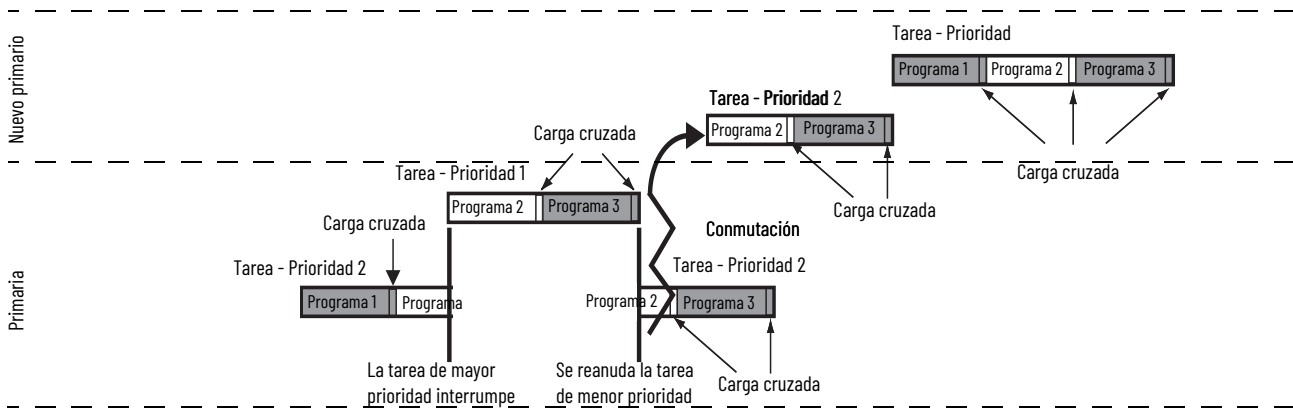 Nuevo primario
Tarea - Prioridad
Programa 1
Programa 2
Programa 3
Carga cruzada
Tarea - Prioridad 2
Programa 2
Programa 3
Carga cruzada
Primaria
Carga cruzada
Tarea - Prioridad 1
Programa 2
Programa 3
Carga cruzada
Tarea - Prioridad 2
Programa 1
Programa
Conmutación
Tarea - Prioridad 2
Programa 2
Programa 3
Carga cruzada
La tarea de mayor
prioridad interrumpe
Se reanuda la tarea
de menor prioridad